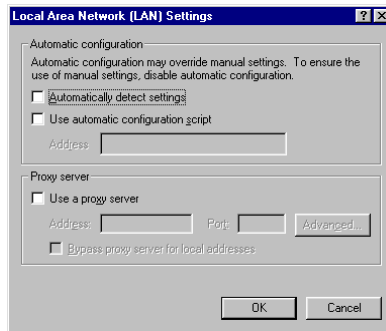 Local Area Network (LAN) Settings
Automatic configuration
Automatic configuration may override manual settings. To ensure the
use of manual settings, disable automatic configuration.
Automatically detect settings
Use automatic configuration script
Address
Proxy server
Use a proxy server
Address: Port: Advanced...
Bypass proxy server for local addresses
OK Cancel